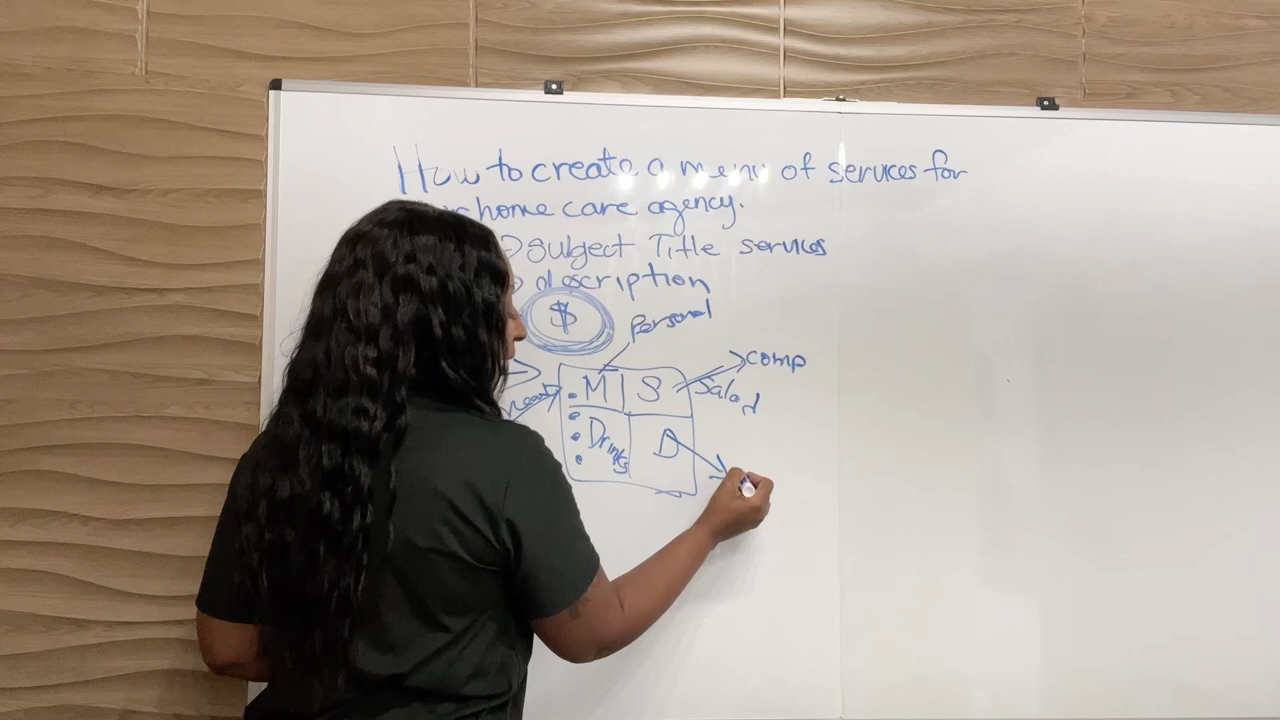 How to create a menu of services for
home care agency.
Subject Title services
description
$
Personal
comp
M S
Salad
Drinks D